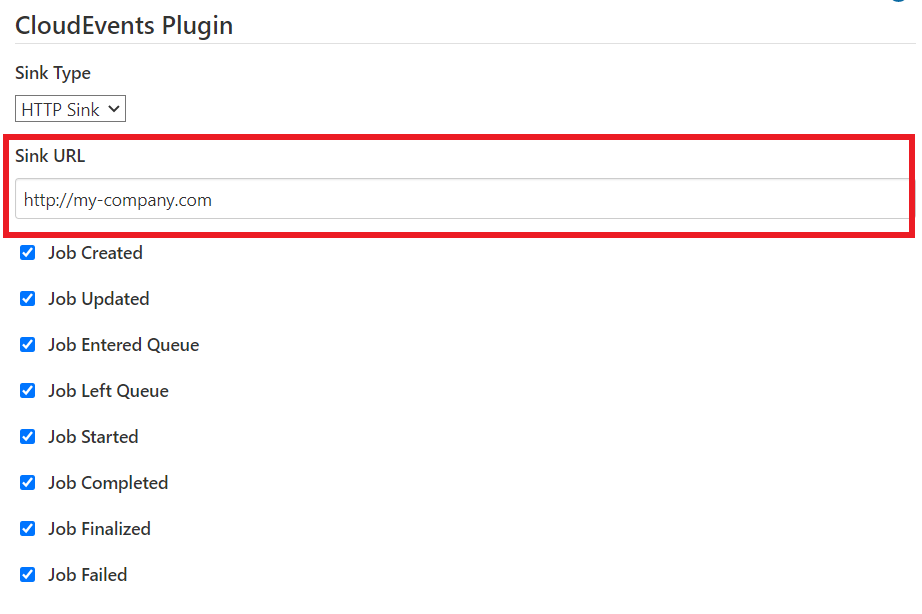 CloudEvents Plugin
Sink Type
HTTP Sink
Sink URL
http://my-company.com
Job Created
Job Updated
Job Entered Queue
Job Left Queue
Job Started
Job Completed
Job Finalized
Job Failed